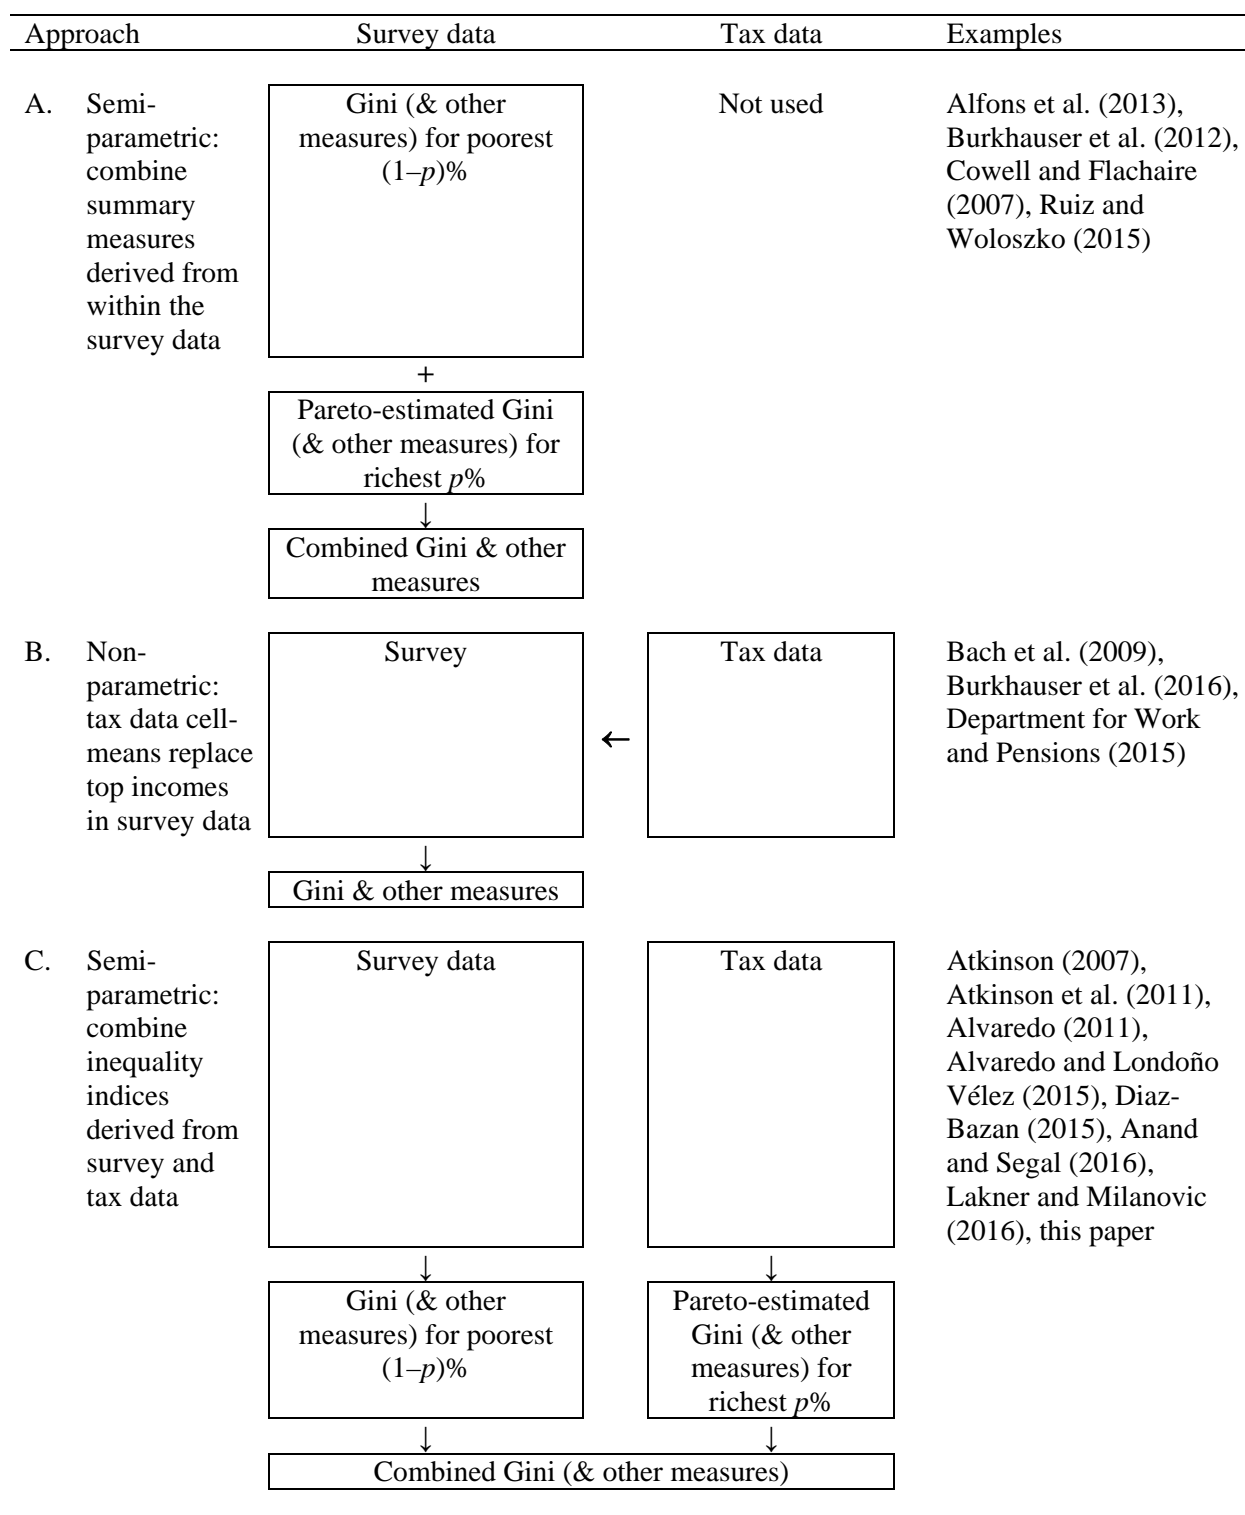 Approach Survey data Tax data Examples
A. Semi-
parametric:
combine
summary
measures
derived from
within the
survey data
Gini (& other
measures) for poorest
(1–p)%
+
Pareto-estimated Gini
(& other measures) for
richest p%
↓
Combined Gini & other
measures
Not used
Alfons et al. (2013),
Burkhauser et al. (2012),
Cowell and Flachaire
(2007), Ruiz and
Woloszko (2015)
B. Non-
parametric:
tax data cell-
means replace
top incomes
in survey data
Survey
←
Tax data
↓
Gini & other measures
Bach et al. (2009),
Burkhauser et al. (2016),
Department for Work
and Pensions (2015)
C. Semi-
parametric:
combine
inequality
indices
derived from
survey and
tax data
Survey data
↓
Gini (& other
measures) for poorest
(1–p)%
↓
Tax data
↓
Pareto-estimated
Gini (& other
measures) for
richest p%
↓
Combined Gini (& other measures)
Atkinson (2007),
Atkinson et al. (2011),
Alvaredo (2011),
Alvaredo and Londoño
Vélez (2015), Diaz-
Bazan (2015), Anand
and Segal (2016),
Lakner and Milanovic
(2016), this paper